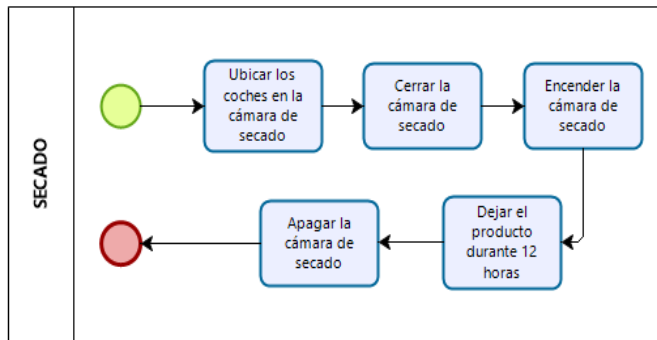 SECADO
Ubicar los
coches en la
cámara de
secado
Cerrar la
cámara de
secado
Encender la
cámara de
secado
Dejar el
producto
durante 12
horas
Apagar la
cámara de
secado